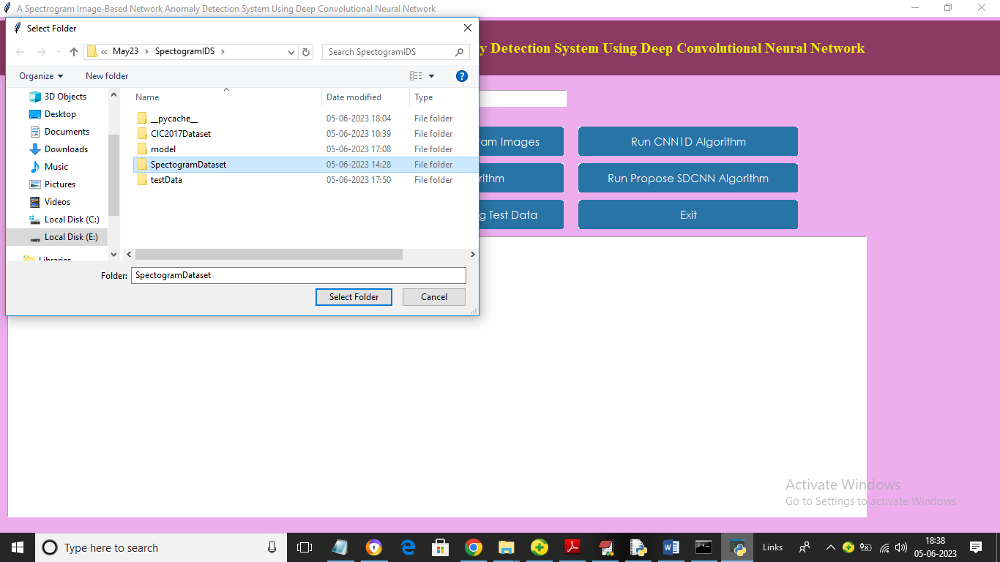 A Spectrogram Image-Based Network Anomaly Detection System Using Deep Convolutional Neural Network
Select Folder
y Detection System Using Deep Convolutional Neural Network
« May23 › SpectogramIDS ›
Search SpectogramIDS
Organize
New folder
?
3D Objects
Desktop
Documents
Downloads
Music
Pictures
Videos
Local Disk (C:)
Local Disk (E:)
Libraries
Name Date modified Type
__pycache__ 05-06-2023 18:04 File folder
CIC2017Dataset 05-06-2023 10:39 File folder
model 05-06-2023 17:08 File folder
SpectogramDataset 05-06-2023 14:28 File folder
testData 05-06-2023 17:50 File folder
Folder: SpectogramDataset
Select Folder
Cancel
ram Images
Run CNN1D Algorithm
rithm
Run Propose SDCNN Algorithm
g Test Data
Exit
Activate Windows
Go to Settings to activate Windows.
Type here to search
Links
18:38
05-06-2023